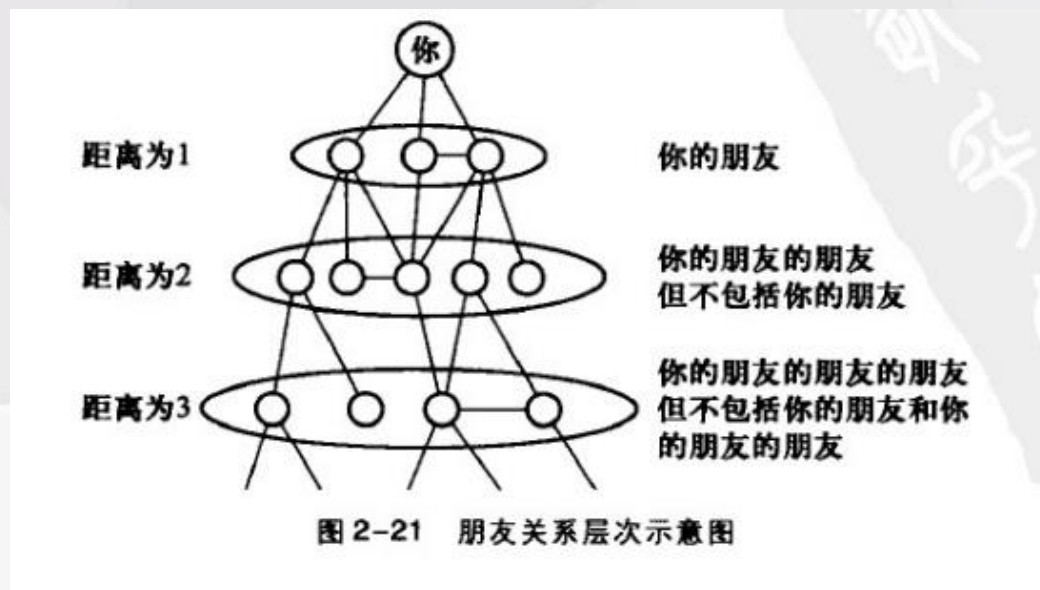 你
距离为1
你的朋友
距离为2
你的朋友的朋友
但不包括你的朋友
距离为3
你的朋友的朋友的朋友
但不包括你的朋友和你
的朋友的朋友
图2-21 朋友关系层次示意图